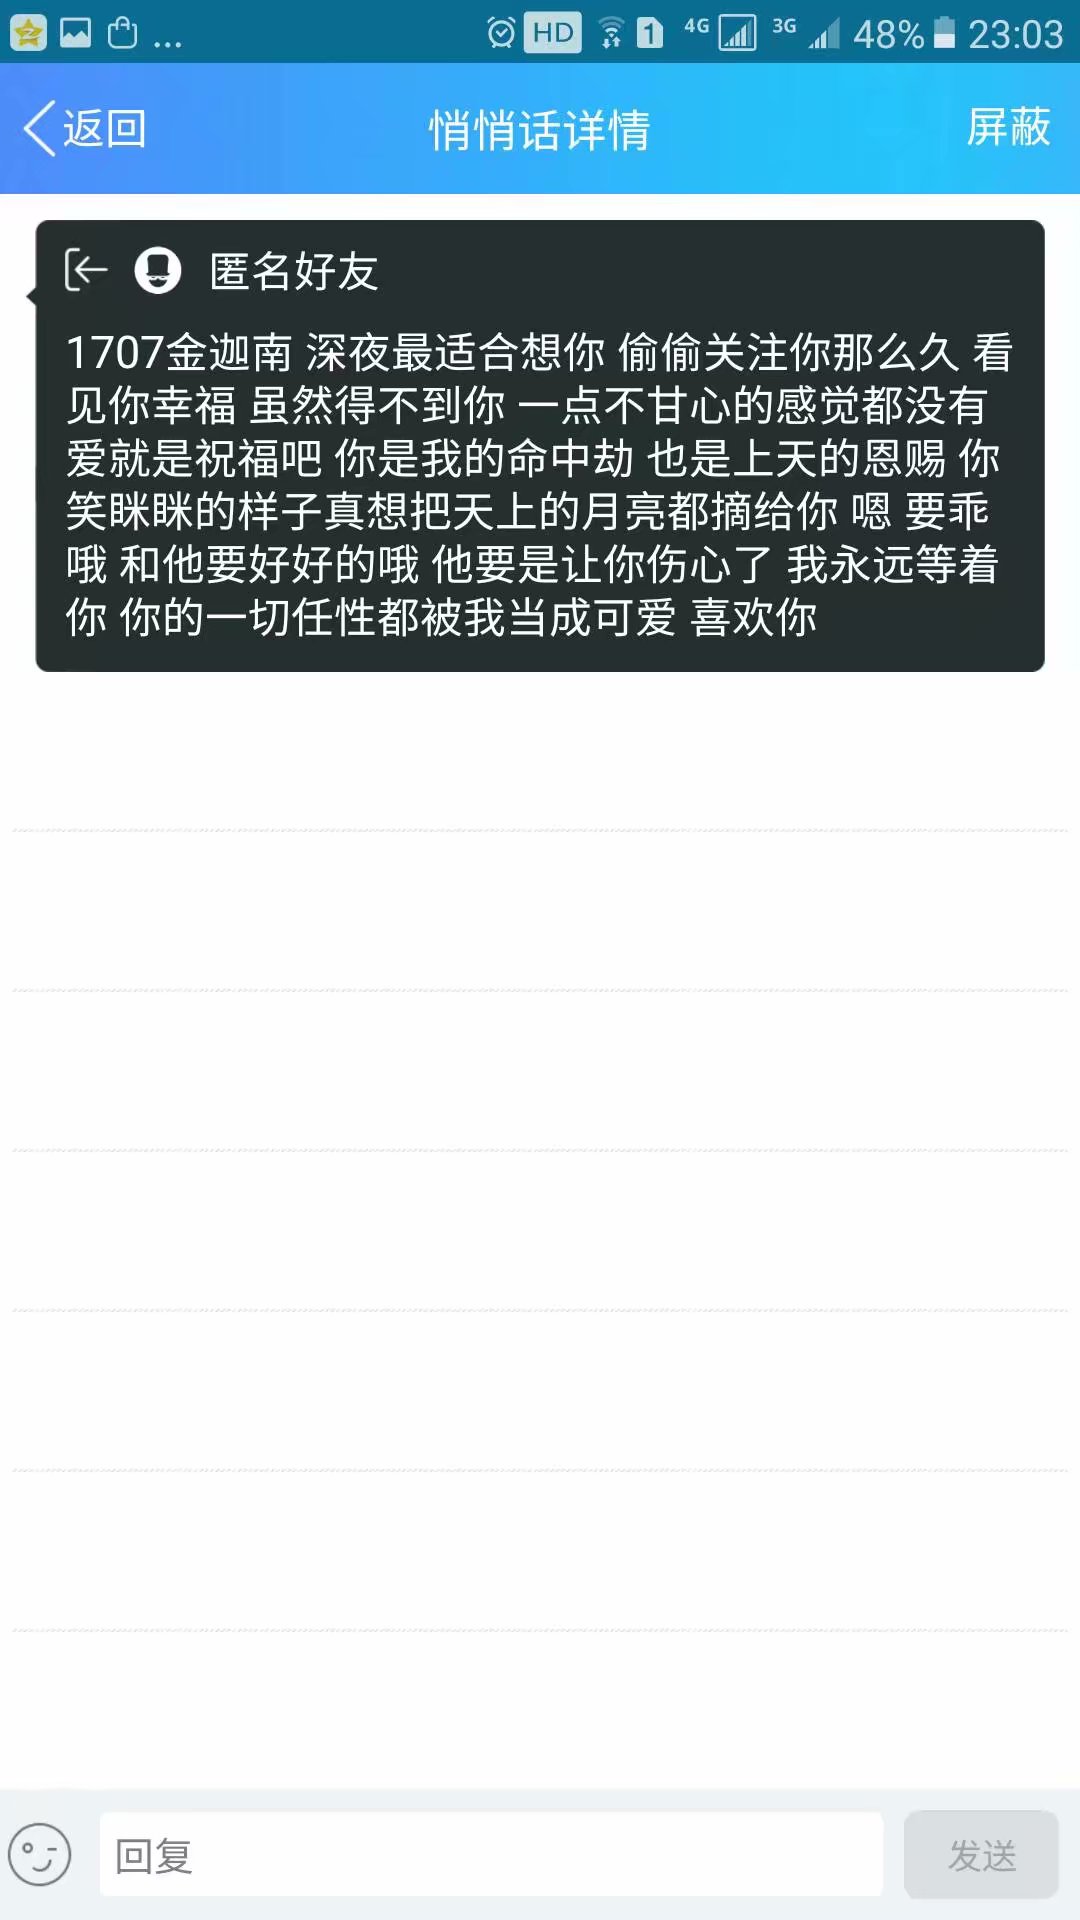 HD 1 4G 3G 48% 23:03
返回 悄悄话详情 屏蔽
匿名好友
1707金迦南 深夜最适合想你 偷偷关注你那么久 看
见你幸福 虽然得不到你 一点不甘心的感觉都没有
爱就是祝福吧 你是我的命中劫 也是上天的恩赐 你
笑眯眯的样子真想把天上的月亮都摘给你 嗯 要乖
哦 和他要好好的哦 他要是让你伤心了 我永远等着
你 你的一切任性都被我当成可爱 喜欢你
回复 发送